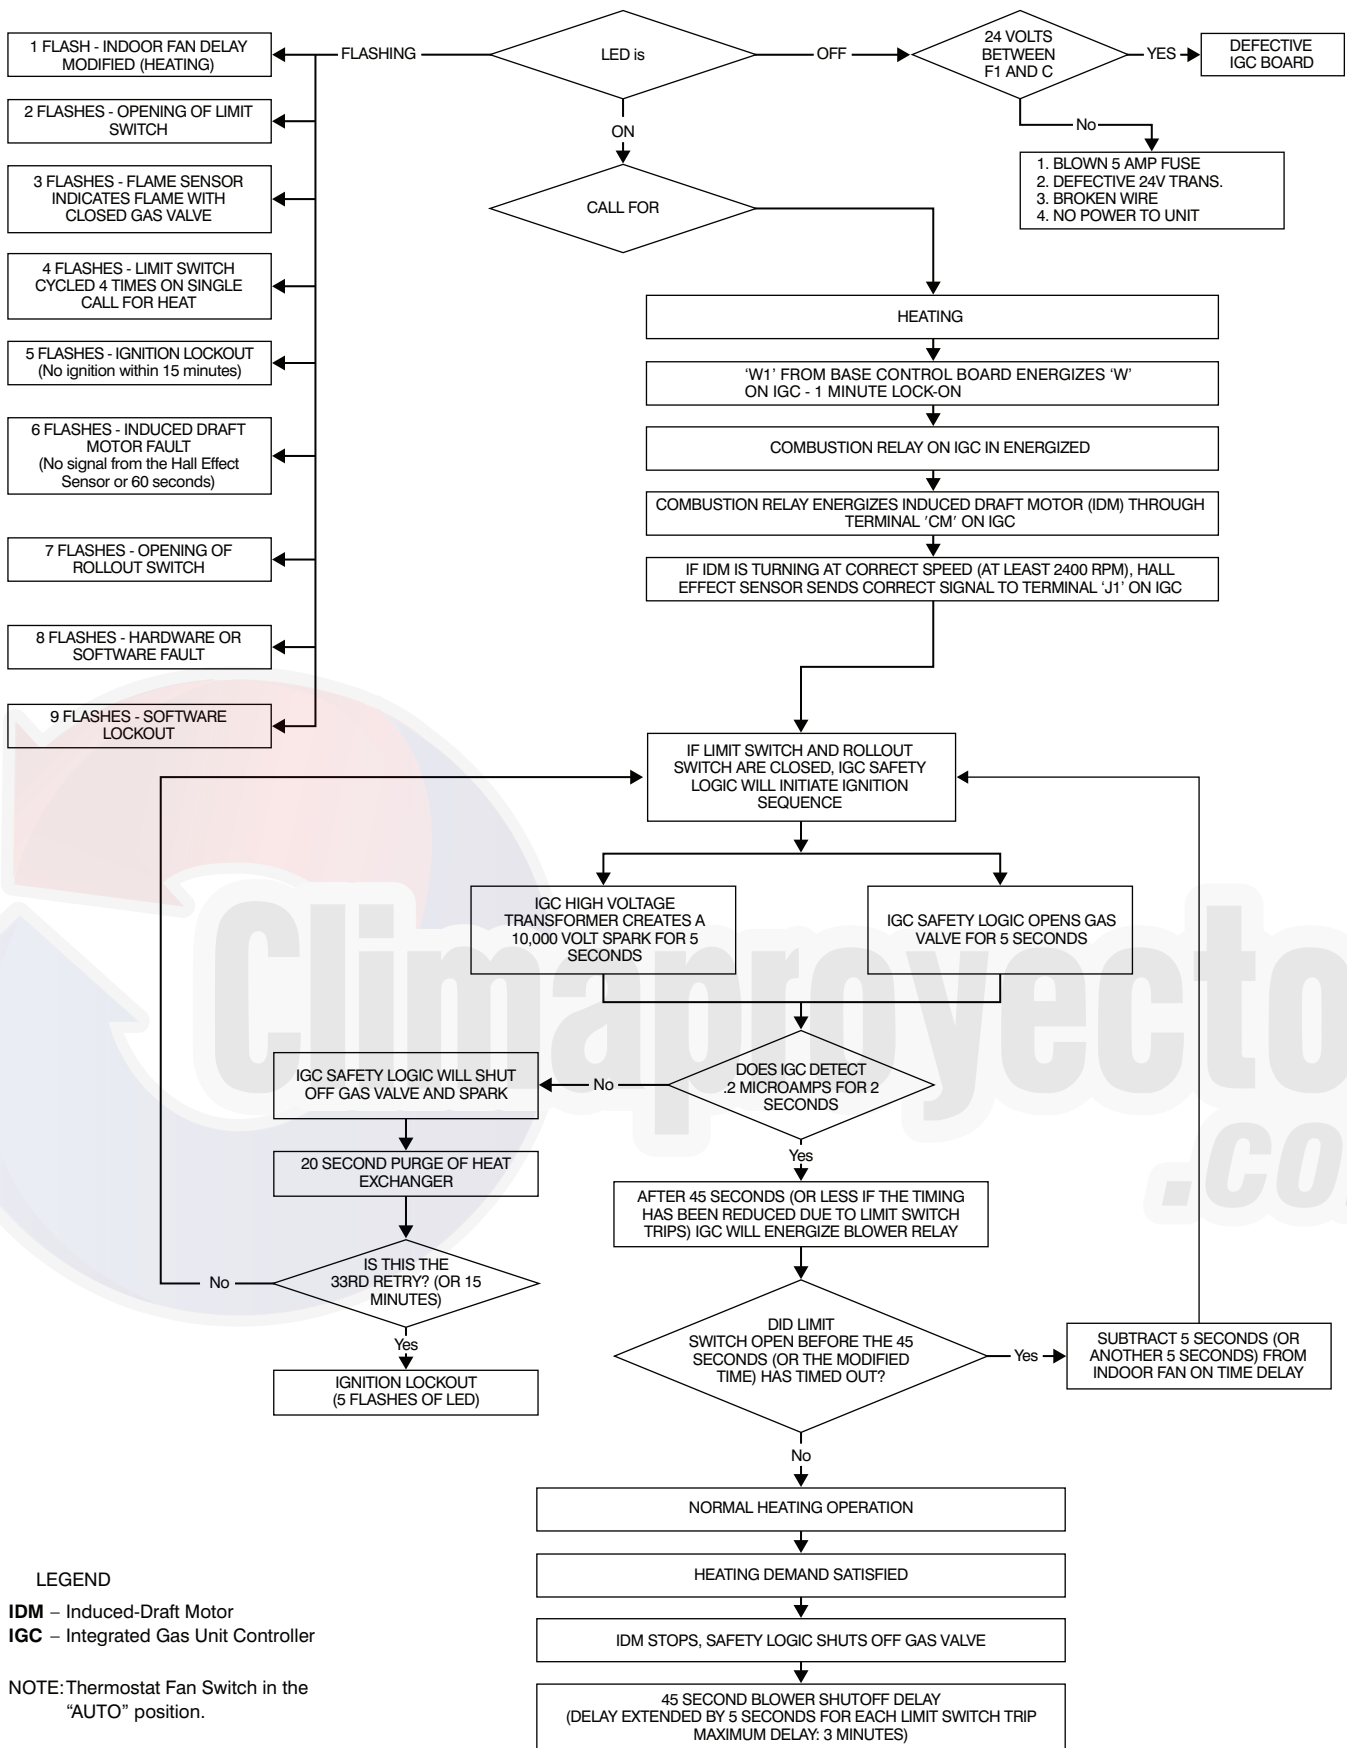 1 FLASH - INDOOR FAN DELAY
MODIFIED (HEATING)
FLASHING
LED is
OFF
24 VOLTS
BETWEEN
F1 AND C
YES
DEFECTIVE
IGC BOARD
2 FLASHES - OPENING OF LIMIT
SWITCH
ON
No
3 FLASHES - FLAME SENSOR
INDICATES FLAME WITH
CLOSED GAS VALVE
CALL FOR
1. BLOWN 5 AMP FUSE
2. DEFECTIVE 24V TRANS.
3. BROKEN WIRE
4. NO POWER TO UNIT
4 FLASHES - LIMIT SWITCH
CYCLED 4 TIMES ON SINGLE
CALL FOR HEAT
HEATING
5 FLASHES - IGNITION LOCKOUT
(No ignition within 15 minutes)
'W1' FROM BASE CONTROL BOARD ENERGIZES 'W'
ON IGC - 1 MINUTE LOCK-ON
6 FLASHES - INDUCED DRAFT
MOTOR FAULT
(No signal from the Hall Effect
Sensor or 60 seconds)
COMBUSTION RELAY ON IGC IN ENERGIZED
COMBUSTION RELAY ENERGIZES INDUCED DRAFT MOTOR (IDM) THROUGH
TERMINAL 'CM' ON IGC
7 FLASHES - OPENING OF
ROLLOUT SWITCH
IF IDM IS TURNING AT CORRECT SPEED (AT LEAST 2400 RPM), HALL
EFFECT SENSOR SENDS CORRECT SIGNAL TO TERMINAL 'J1' ON IGC
8 FLASHES - HARDWARE OR
SOFTWARE FAULT
9 FLASHES - SOFTWARE
LOCKOUT
IF LIMIT SWITCH AND ROLLOUT
SWITCH ARE CLOSED, IGC SAFETY
LOGIC WILL INITIATE IGNITION
SEQUENCE
IGC HIGH VOLTAGE
TRANSFORMER CREATES A
10,000 VOLT SPARK FOR 5
SECONDS
IGC SAFETY LOGIC OPENS GAS
VALVE FOR 5 SECONDS
Climaproyecto
.co
DOES IGC DETECT
.2 MICROAMPS FOR 2
SECONDS
No
IGC SAFETY LOGIC WILL SHUT
OFF GAS VALVE AND SPARK
Yes
20 SECOND PURGE OF HEAT
EXCHANGER
AFTER 45 SECONDS (OR LESS IF THE TIMING
HAS BEEN REDUCED DUE TO LIMIT SWITCH
TRIPS) IGC WILL ENERGIZE BLOWER RELAY
No
IS THIS THE
33RD RETRY? (OR 15
MINUTES)
Yes
IGNITION LOCKOUT
(5 FLASHES OF LED)
DID LIMIT
SWITCH OPEN BEFORE THE 45
SECONDS (OR THE MODIFIED
TIME) HAS TIMED OUT?
Yes
SUBTRACT 5 SECONDS (OR
ANOTHER 5 SECONDS) FROM
INDOOR FAN ON TIME DELAY
No
NORMAL HEATING OPERATION
HEATING DEMAND SATISFIED
IDM STOPS, SAFETY LOGIC SHUTS OFF GAS VALVE
45 SECOND BLOWER SHUTOFF DELAY
(DELAY EXTENDED BY 5 SECONDS FOR EACH LIMIT SWITCH TRIP
MAXIMUM DELAY: 3 MINUTES)
LEGEND
IDM – Induced-Draft Motor
IGC – Integrated Gas Unit Controller
NOTE: Thermostat Fan Switch in the
"AUTO" position.